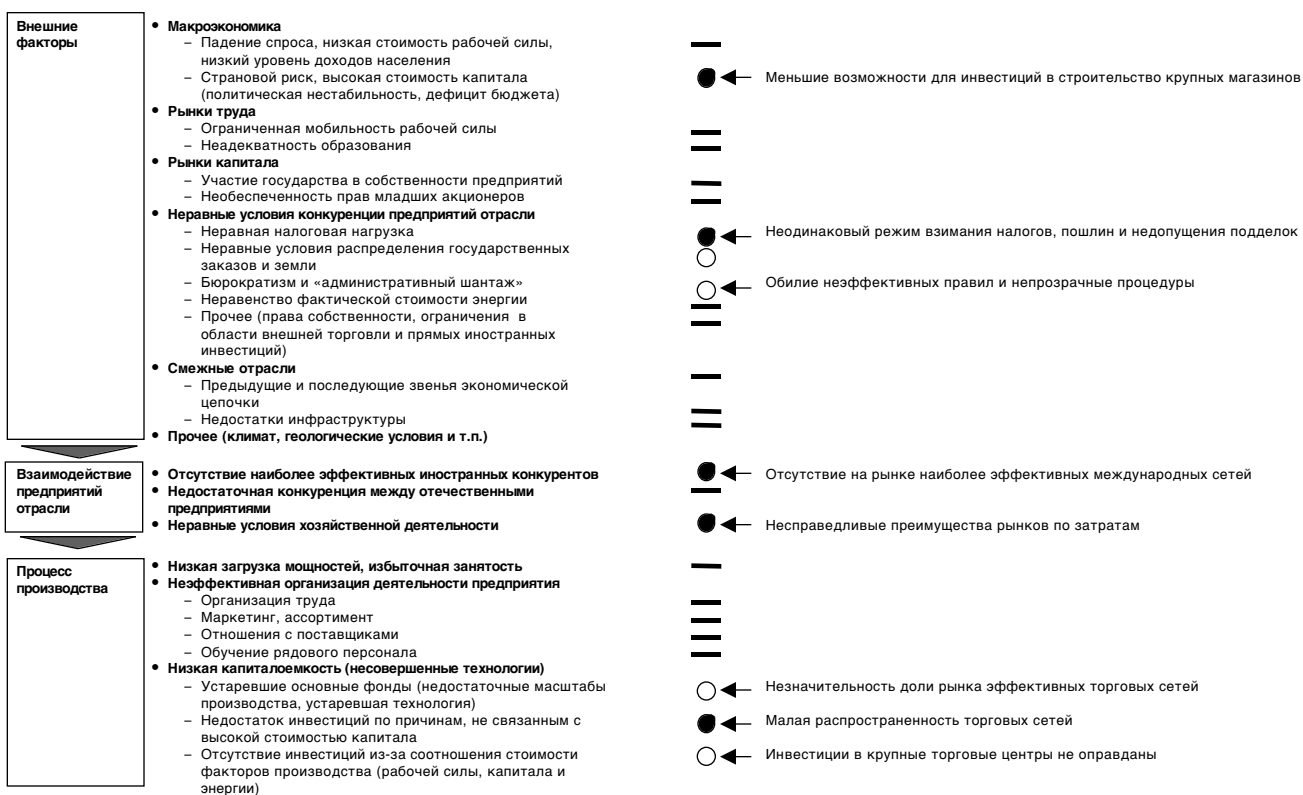 Внешние
факторы
• Макроэкономика
– Падение спроса, низкая стоимость рабочей силы,
низкий уровень доходов населения
– Страновой риск, высокая стоимость капитала
(политическая нестабильность, дефицит бюджета)
Меньшие возможности для инвестиций в строительство крупных магазинов
• Рынки труда
– Ограниченная мобильность рабочей силы
– Неадекватность образования
• Рынки капитала
– Участие государства в собственности предприятий
– Необеспеченность прав младших акционеров
• Неравные условия конкуренции предприятий отрасли
– Неравная налоговая нагрузка
Неодинаковый режим взимания налогов, пошлин и недопущения подделок
– Неравные условия распределения государственных
заказов и земли
– Бюрократизм и «административный шантаж»
Обилие неэффективных правил и непрозрачные процедуры
– Неравенство фактической стоимости энергии
– Прочее (права собственности, ограничения в
области внешней торговли и прямых иностранных
инвестиций)
• Смежные отрасли
– Предыдущие и последующие звенья экономической
цепочки
– Недостатки инфраструктуры
• Прочее (климат, геологические условия и т.п.)
Взаимодействие
предприятий
отрасли
• Отсутствие наиболее эффективных иностранных конкурентов
Отсутствие на рынке наиболее эффективных международных сетей
• Недостаточная конкуренция между отечественными
предприятиями
• Неравные условия хозяйственной деятельности
Несправедливые преимущества рынков по затратам
Процесс
производства
• Низкая загрузка мощностей, избыточная занятость
• Неэффективная организация деятельности предприятия
– Организация труда
– Маркетинг, ассортимент
– Отношения с поставщиками
– Обучение рядового персонала
• Низкая капиталоемкость (несовершенные технологии)
– Устаревшие основные фонды (недостаточные масштабы
производства, устаревшая технология)
Незначительность доли рынка эффективных торговых сетей
– Недостаток инвестиций по причинам, не связанным с
высокой стоимостью капитала
Малая распространенность торговых сетей
– Отсутствие инвестиций из-за соотношения стоимости
факторов производства (рабочей силы, капитала и
энергии)
Инвестиции в крупные торговые центры не оправданы